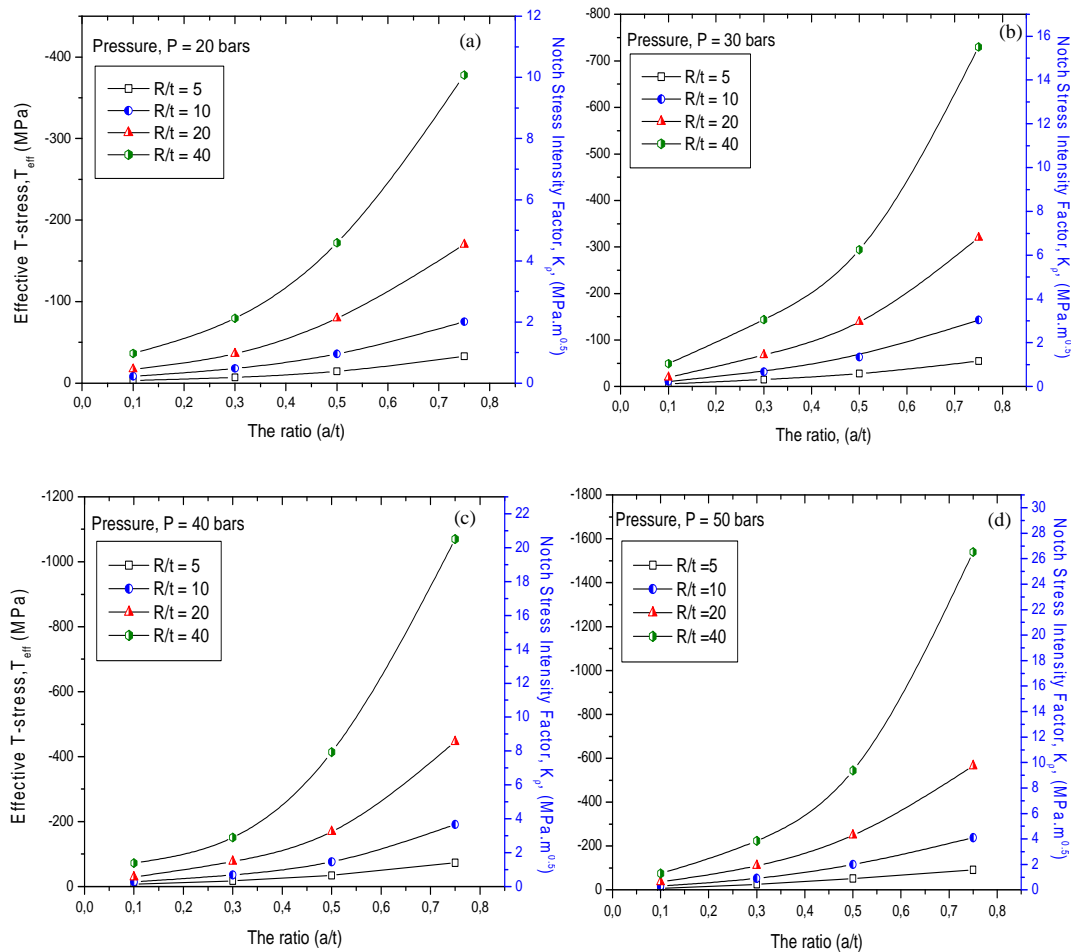 (a)
Pressure, P = 20 bars
R/t = 5
R/t = 10
R/t = 20
R/t = 40
Effective T-stress, T_eff (MPa)
-400
-300
-200
-100
0
0,0 0,1 0,2 0,3 0,4 0,5 0,6 0,7 0,8
The ratio (a/t)
12
10
8
6
4
2
0
Notch Stress Intensity Factor, K_ρ, (MPa.m^0.5)
(b)
Pressure, P = 30 bars
R/t = 5
R/t = 10
R/t = 20
R/t = 40
-800
-700
-600
-500
-400
-300
-200
-100
-50
0
0,0 0,1 0,2 0,3 0,4 0,5 0,6 0,7 0,8
The ratio, (a/t)
16
14
12
10
8
6
4
3
2
1
0
Notch Stress Intensity Factor, K_ρ, (MPa.m^0.5)
(c)
Pressure, P = 40 bars
R/t = 5
R/t = 10
R/t = 20
R/t = 40
Effective T-stress, T_eff (MPa)
-1200
-1000
-800
-600
-400
-200
0
0,0 0,1 0,2 0,3 0,4 0,5 0,6 0,7 0,8
The ratio (a/t)
22
20
18
16
14
12
10
8
6
4
2
0
Notch Stress Intensity Factor, K_ρ, (MPa.m^0.5)
(d)
Pressure, P = 50 bars
R/t =5
R/t =10
R/t =20
R/t =40
-1800
-1600
-1400
-1200
-1000
-800
-600
-400
-200
-100
0
0,0 0,1 0,2 0,3 0,4 0,5 0,6 0,7 0,8
The ratio (a/t)
30
28
26
24
22
20
18
16
14
12
10
8
6
4
2
0
Notch Stress Intensity Factor, K_ρ, (MPa.m^0.5)